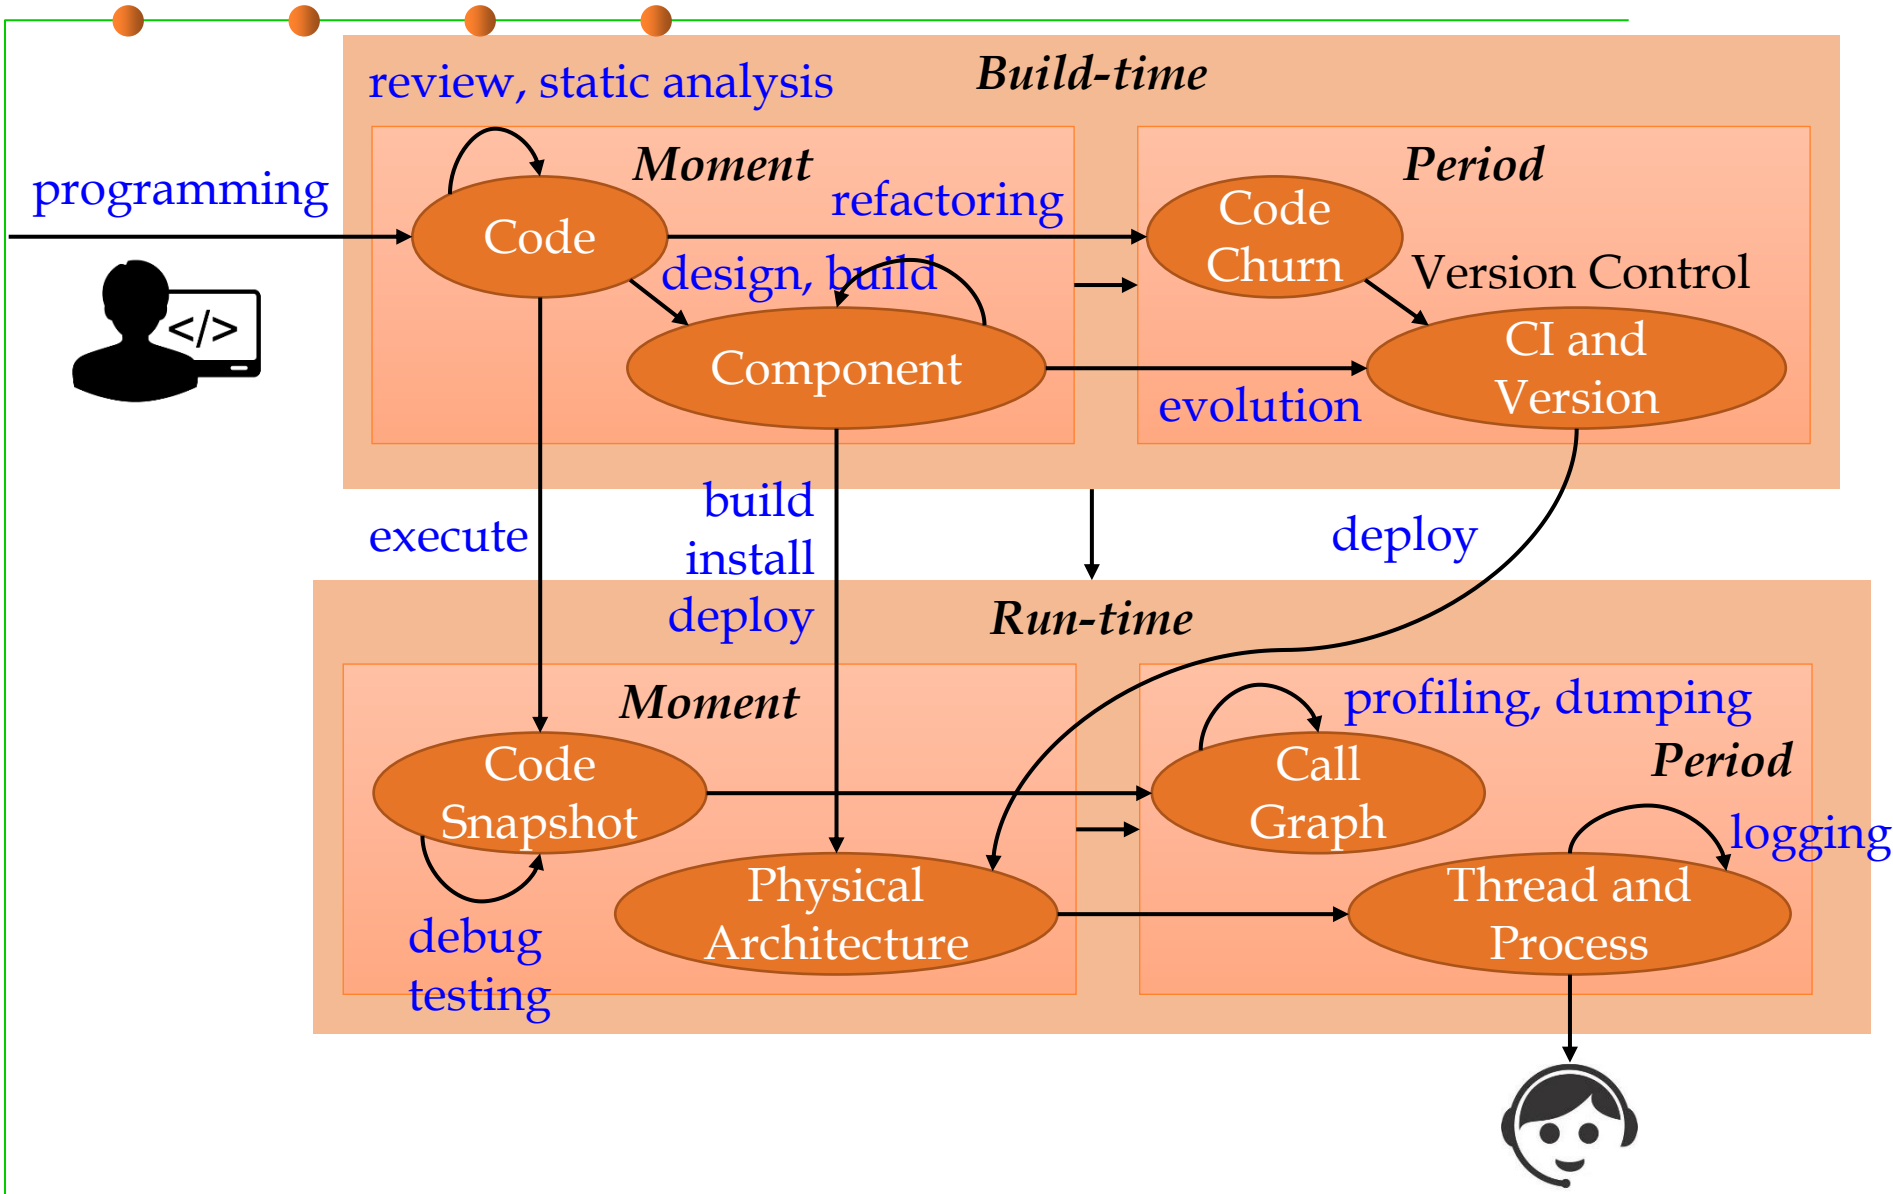 Build-time
review, static analysis
Moment
Period
programming
refactoring
Code
Code
Churn
design, build
Version Control
</>
Component
CI and
Version
evolution
execute
build
install
deploy
deploy
Run-time
Moment
profiling, dumping
Period
Code
Snapshot
Call
Graph
logging
Physical
Architecture
Thread and
Process
debug
testing